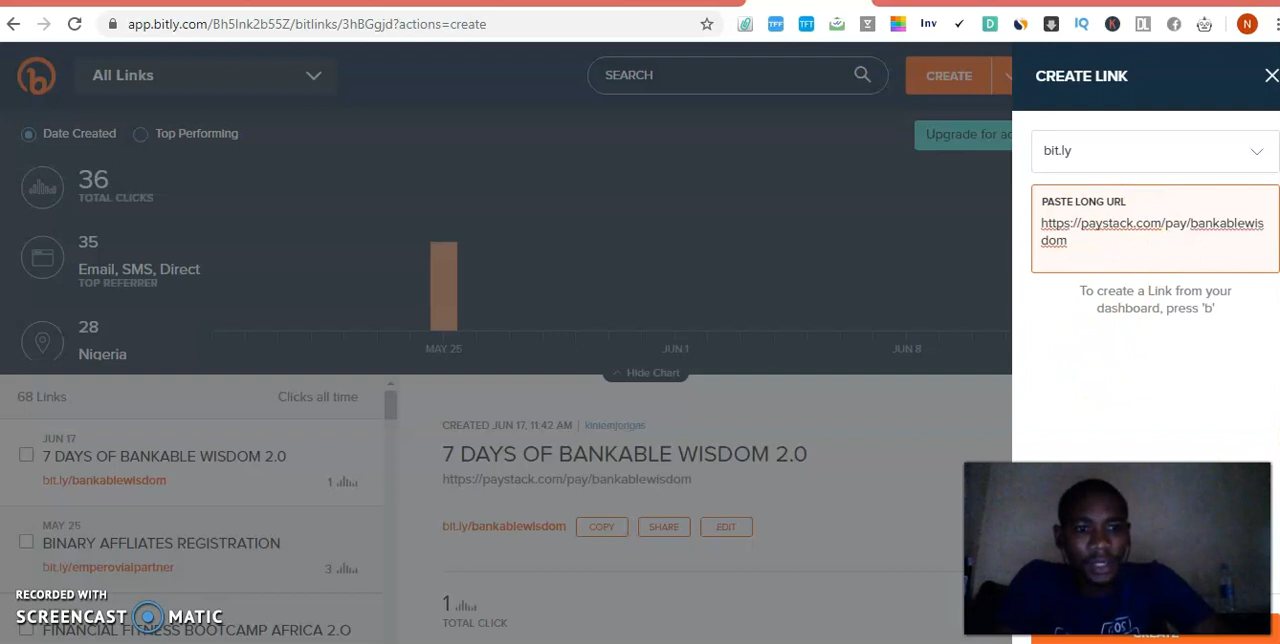 app.bitly.com/Bh5Ink2b55Z/bitlinks/3hBGgjd?actions=create
TFF
TFT
Inv
D
IQ
K
N
b
All Links
SEARCH
CREATE
CREATE LINK
Date Created
Top Performing
Upgrade for ac
bit.ly
36
TOTAL CLICKS
PASTE LONG URL
https://paystack.com/pay/bankablewis
dom
35
Email, SMS, Direct
TOP REFERRER
To create a Link from your
dashboard, press 'b'
28
Nigeria
MAY 25
JUN 1
JUN 8
Hide Chart
68 Links
Clicks all time
JUN 17
7 DAYS OF BANKABLE WISDOM 2.0
bit.ly/bankablewisdom
1
CREATED JUN 17, 11:42 AM |
7 DAYS OF BANKABLE WISDOM 2.0
https://paystack.com/pay/bankablewisdom
bit.ly/bankablewisdom
COPY
SHARE
EDIT
MAY 25
BINARY AFFLIATES REGISTRATION
bit.ly/emperovialpartner
3
RECORDED WITH
SCREENCAST MATIC
FINANCIAL FITNESS BOOTCAMP AFRICA 2.0
1
TOTAL CLICK
CREATE